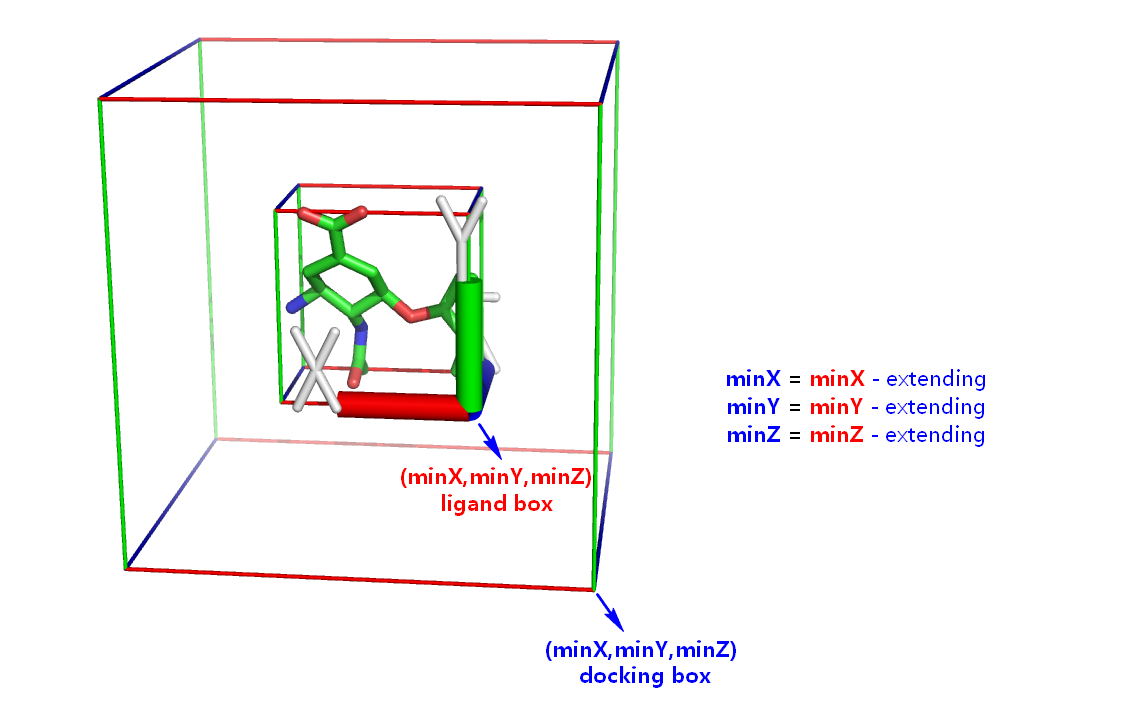 Y
X
minX = minX - extending
minY = minY - extending
minZ = minZ - extending
(minX,minY,minZ)
ligand box
(minX,minY,minZ)
docking box